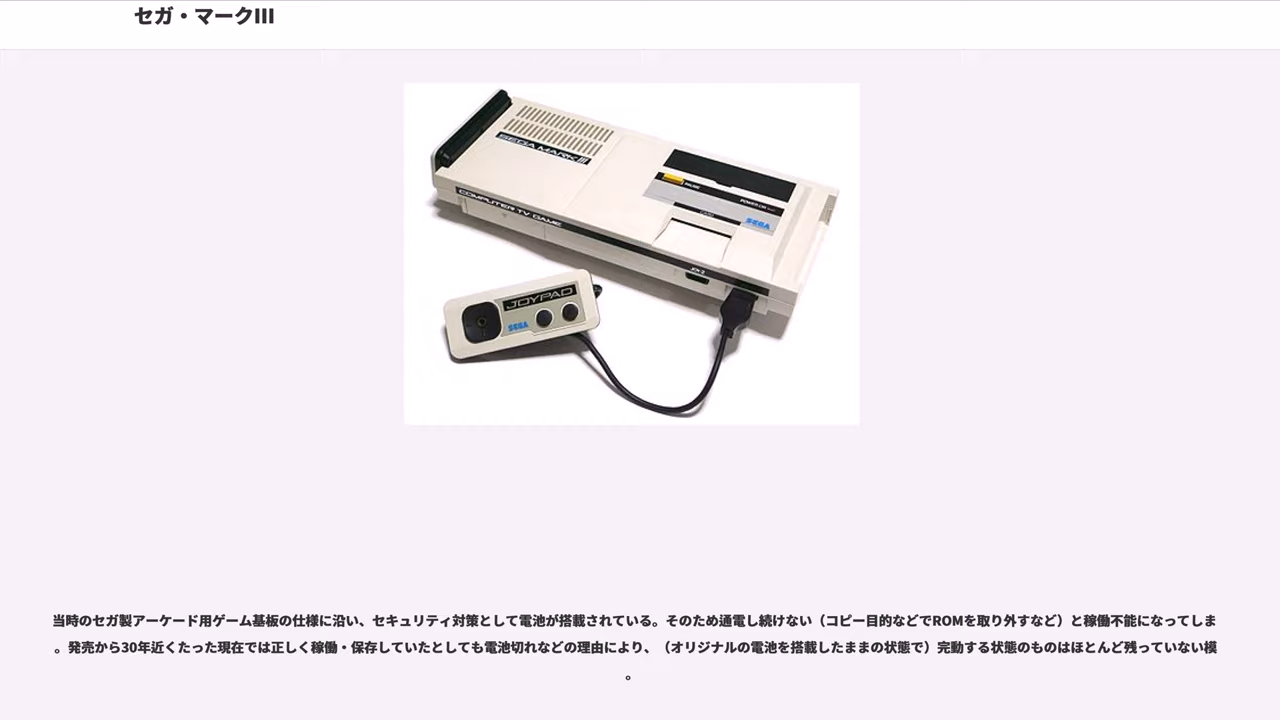 セガ・マークIII
SEGA MARK III
COMPUTER TV GAME
PAUSE
POWER ON
CARD
SEGA
JOY-2
JOYPAD
SEGA
当時のセガ製アーケード用ゲーム基板の仕様に沿い、セキュリティ対策として電池が搭載されている。そのため通電し続けない（コピー目的などでROMを取り外すなど）と稼働不能になってしま
。発売から30年近くたった現在では正しく稼働・保存していたとしても電池切れなどの理由により、（オリジナルの電池を搭載したままの状態で）完動する状態のものはほとんど残っていない模
。